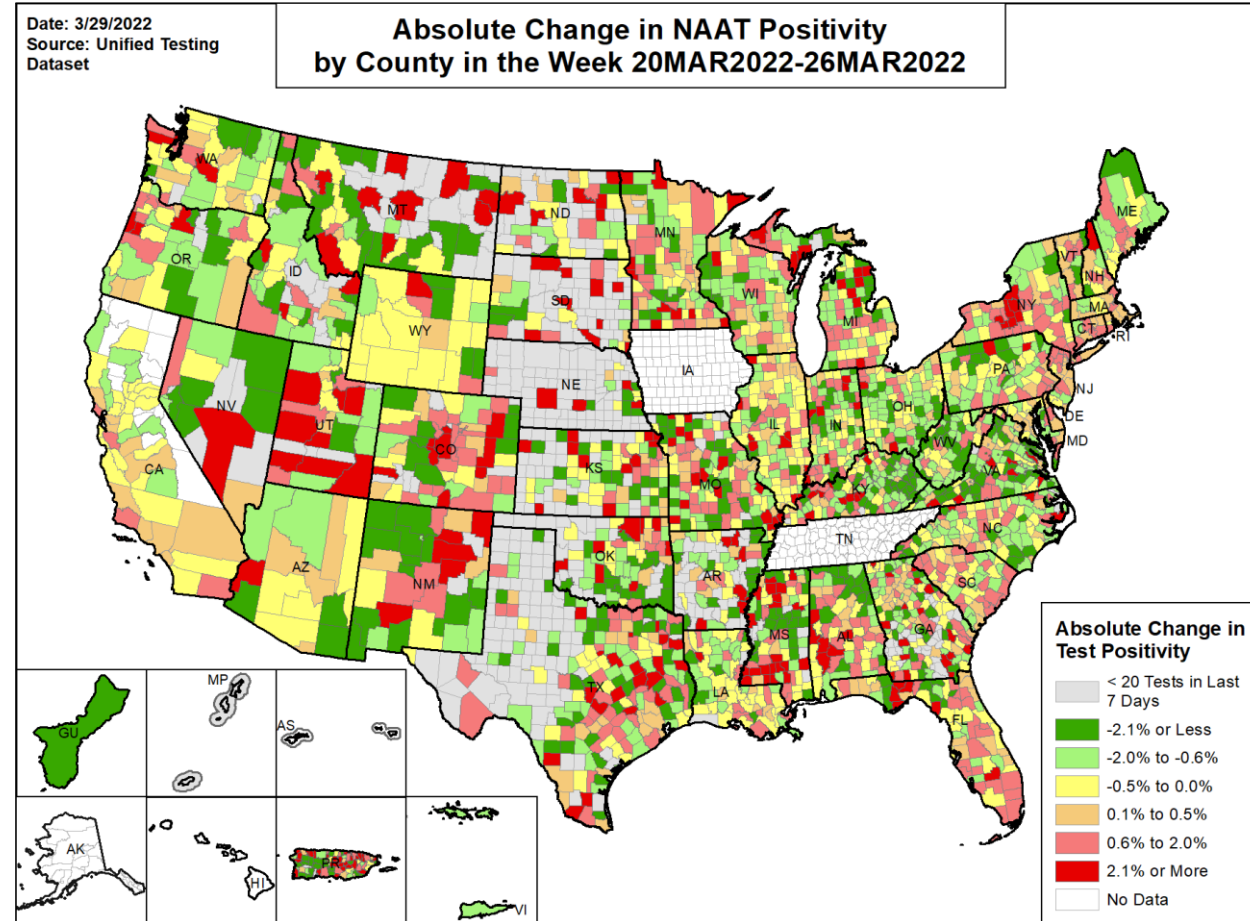 Date: 3/29/2022
Source: Unified Testing
Dataset
Absolute Change in NAAT Positivity
by County in the Week 20MAR2022-26MAR2022
WA
MT
ND
MN
ME
OR
ID
SD
WI
VT
NH
NY
MA
CT
RI
WY
MI
IA
NE
PA
NJ
NV
UT
CO
IL
IN
OH
DE
MD
WV
VA
CA
KS
MO
KY
AZ
NM
OK
AR
TN
NC
SC
MS
AL
GA
TX
LA
FL
GU
MP
AS
AK
HI
PR
VI
Absolute Change in
Test Positivity
< 20 Tests in Last
7 Days
-2.1% or Less
-2.0% to -0.6%
-0.5% to 0.0%
0.1% to 0.5%
0.6% to 2.0%
2.1% or More
No Data